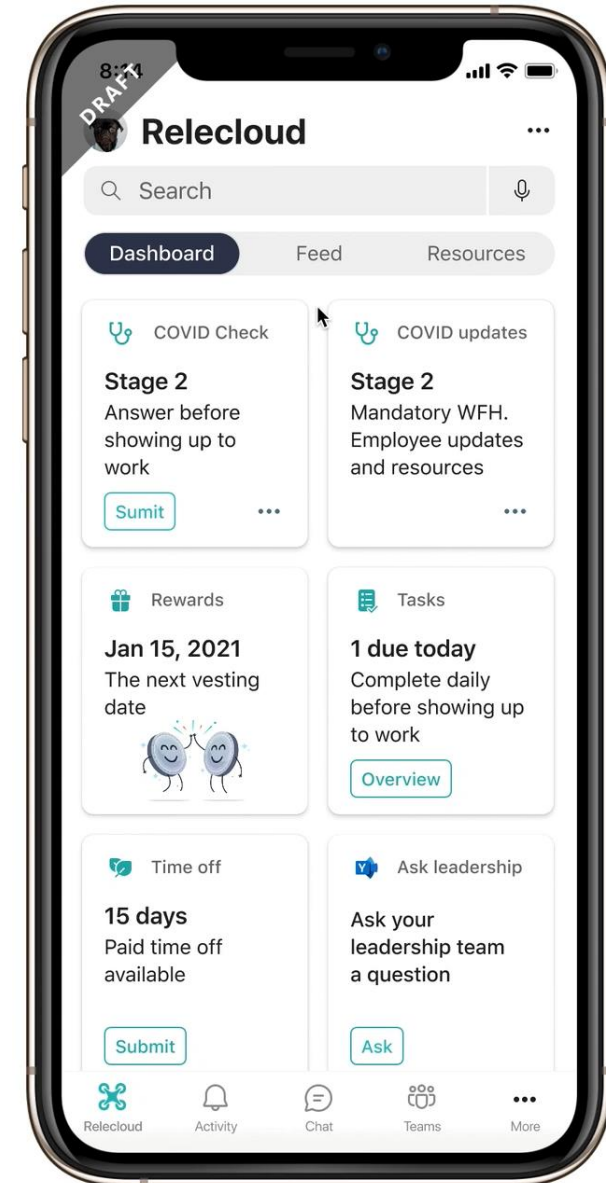 8:14
DRAFT
Relecloud
Search
Dashboard Feed Resources
COVID Check
Stage 2
Answer before
showing up to
work
Sumit
COVID updates
Stage 2
Mandatory WFH.
Employee updates
and resources
Rewards
Jan 15, 2021
The next vesting
date
Tasks
1 due today
Complete daily
before showing up
to work
Overview
Time off
15 days
Paid time off
available
Submit
Ask leadership
Ask your
leadership team
a question
Ask
Relecloud Activity Chat Teams More